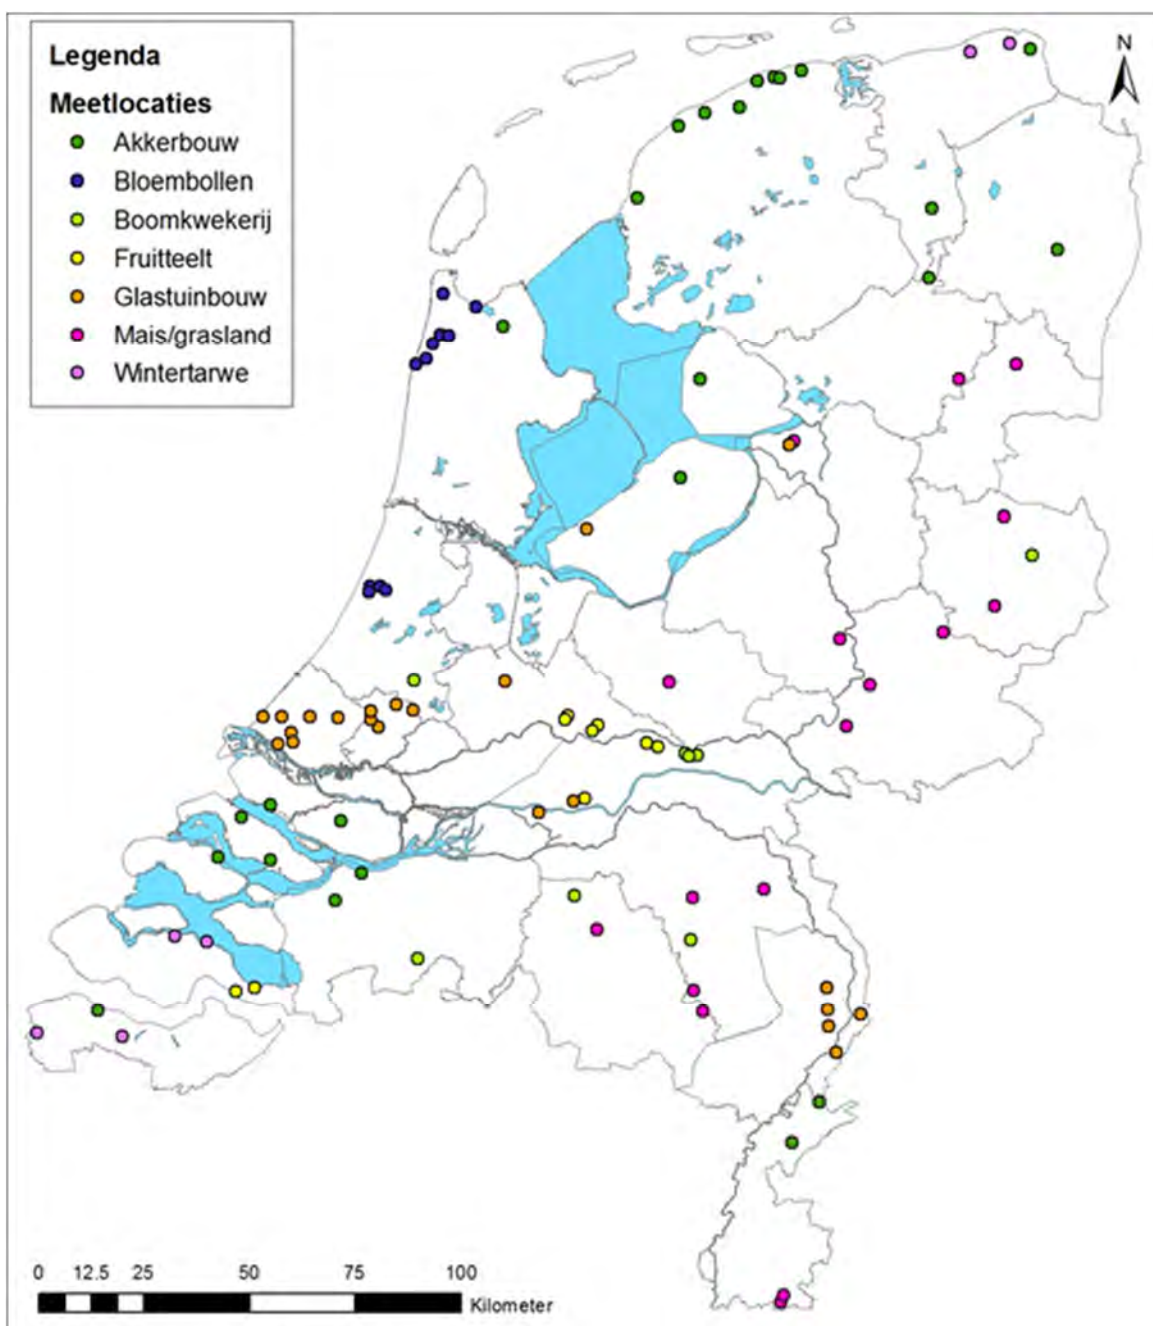 Legenda
N
Meetlocaties
Akkerbouw
Bloembollen
Boomkwekerij
Fruitteelt
Glastuinbouw
Mais/grasland
Wintertarwe
0 12.5 25 50 75 100
Kilometer